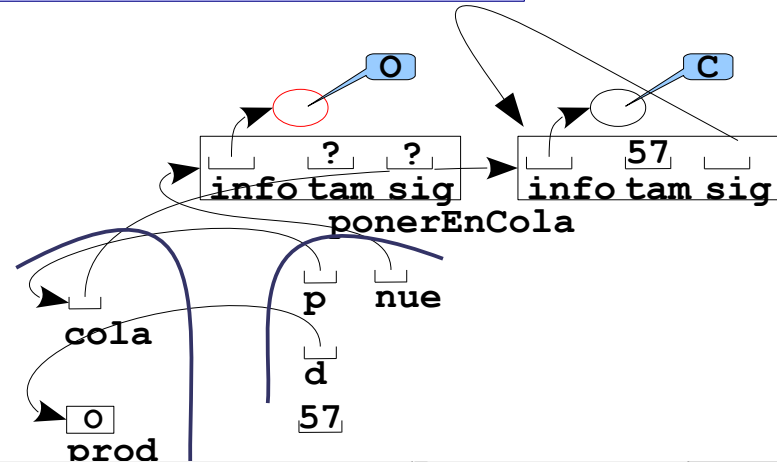 O C
? ? 57
info tam sig info tam sig
ponerEnCola
p nue
cola
d
O 57
prod